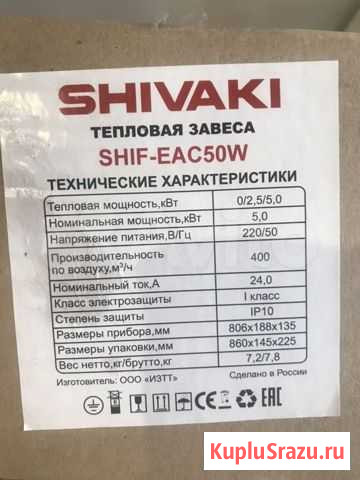 SHIVAKI
ТЕПЛОВАЯ ЗАВЕСА
SHIF-EAC50W
ТЕХНИЧЕСКИЕ ХАРАКТЕРИСТИКИ
Тепловая мощность,кВт 0/2,5/5,0
Номинальная мощность,кВт 5,0
Напряжение питания,В/Гц 220/50
Производительность
по воздуху,м³/ч 400
Номинальный ток,А 24,0
Класс электрозащиты I класс
Степень защиты IP10
Размеры прибора,мм 806х188х135
Размеры упаковки,мм 860х145х225
Вес нетто,кг/брутто,кг 7,2/7,8
Изготовитель: ООО «ИЗТТ» Сделано в России
EAC
KupluSrazu.ru